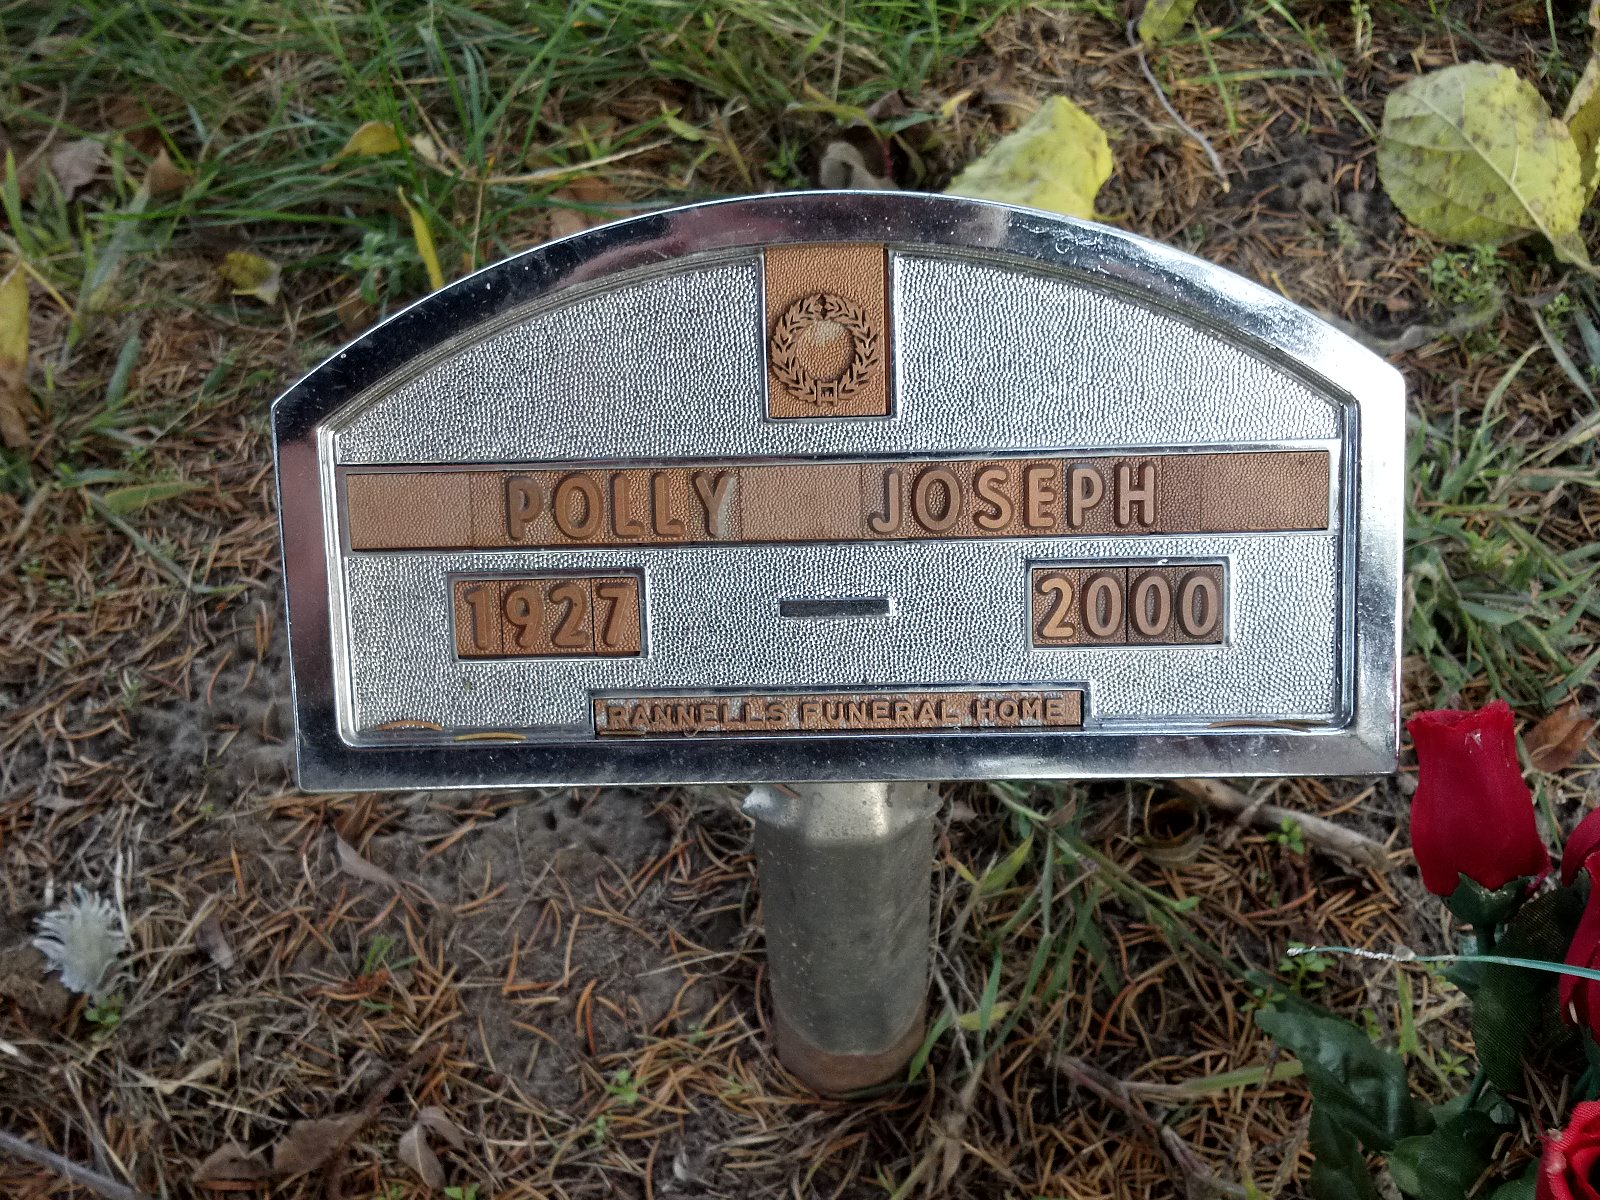 POLLY JOSEPH
1927 — 2000
RANNELLS FUNERAL HOME